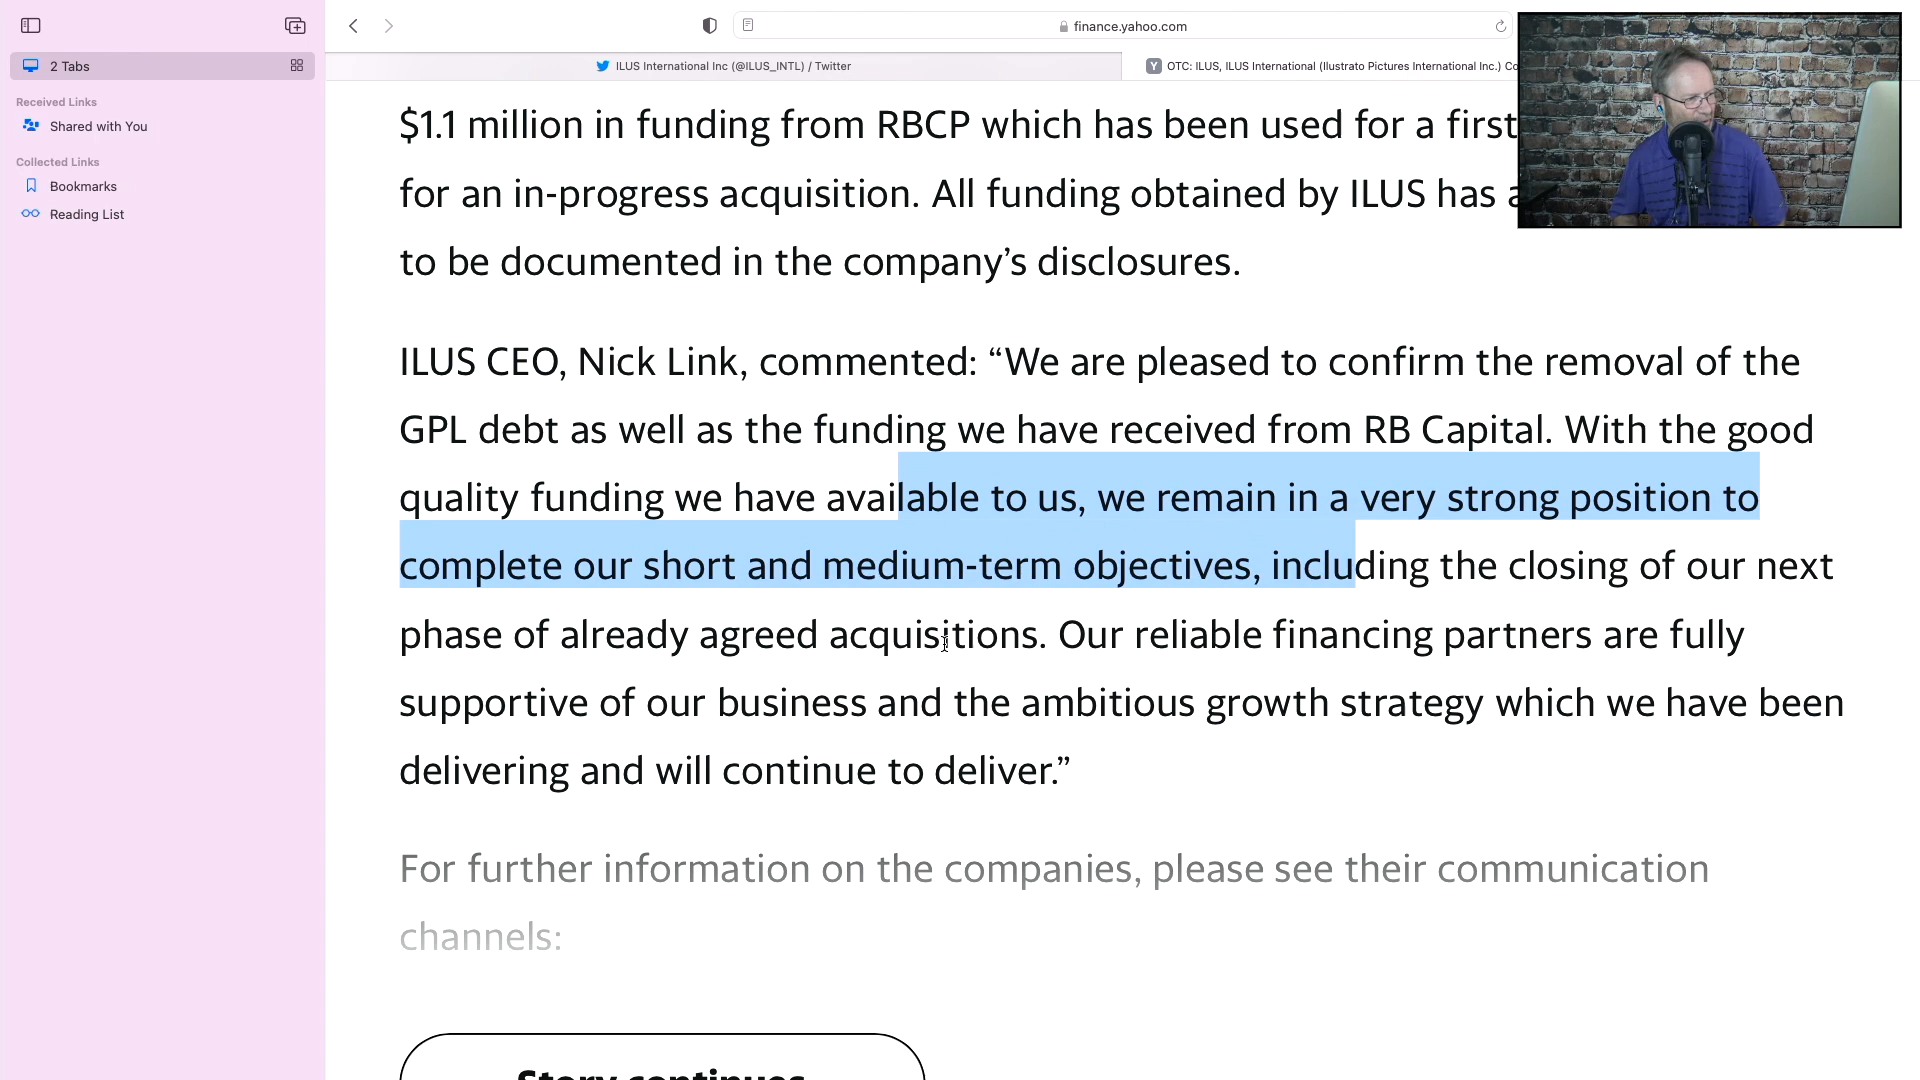 finance.yahoo.com
2 Tabs
ILUS International Inc (@ILUS_INTL) / Twitter
Y
OTC: ILUS, ILUS International (Ilustrato Pictures International Inc.) Co
Received Links
Shared with You
Collected Links
Bookmarks
Reading List
$1.1 million in funding from RBCP which has been used for a first
for an in-progress acquisition. All funding obtained by ILUS has a
to be documented in the company’s disclosures.
ILUS CEO, Nick Link, commented: “We are pleased to confirm the removal of the
GPL debt as well as the funding we have received from RB Capital. With the good
quality funding we have available to us, we remain in a very strong position to
complete our short and medium-term objectives, including the closing of our next
phase of already agreed acquisitions. Our reliable financing partners are fully
supportive of our business and the ambitious growth strategy which we have been
delivering and will continue to deliver.”
For further information on the companies, please see their communication
channels:
Story continues